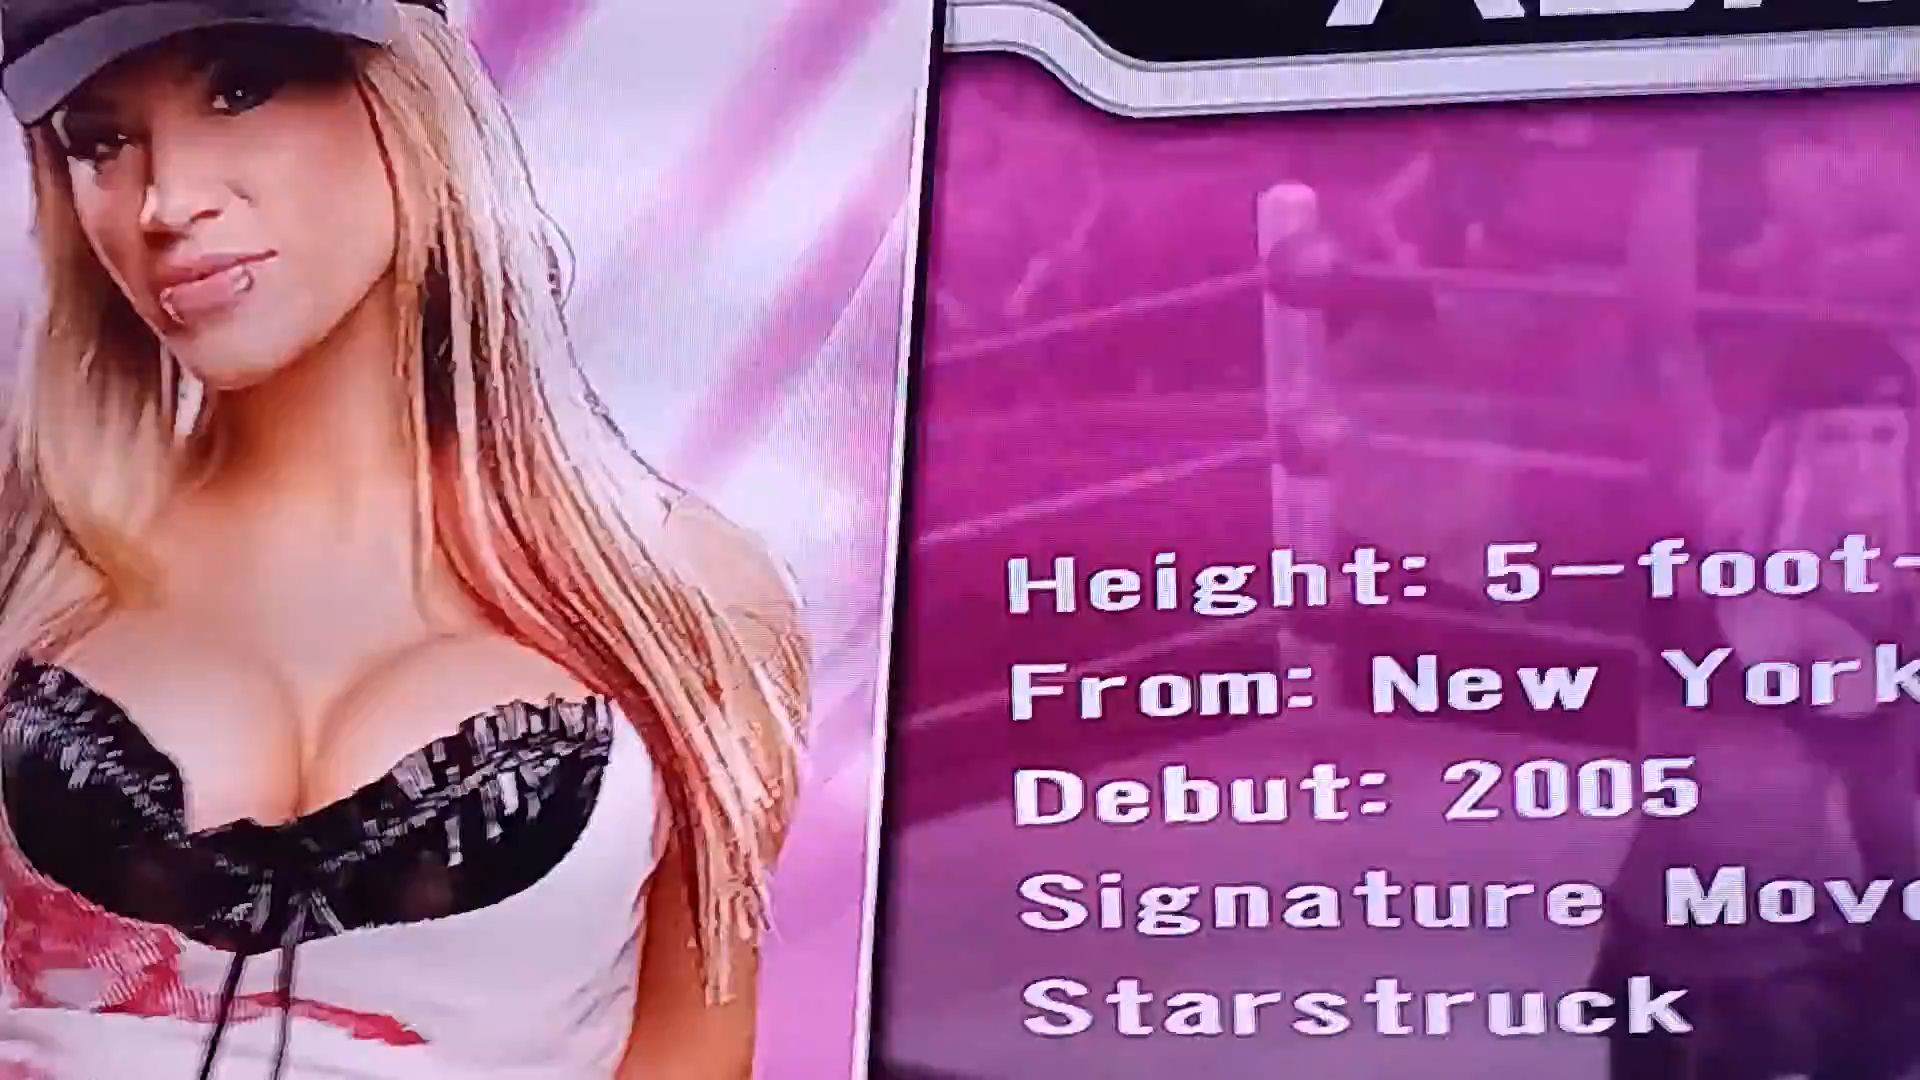 Height: 5-foot-
From: New York
Debut: 2005
Signature Move
Starstruck